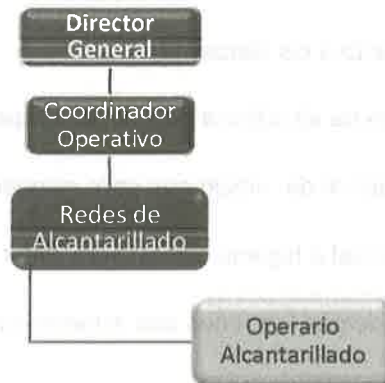 Director
General
Coordinador
Operativo
Redes de
Alcantarillado
Operario
Alcantarillado